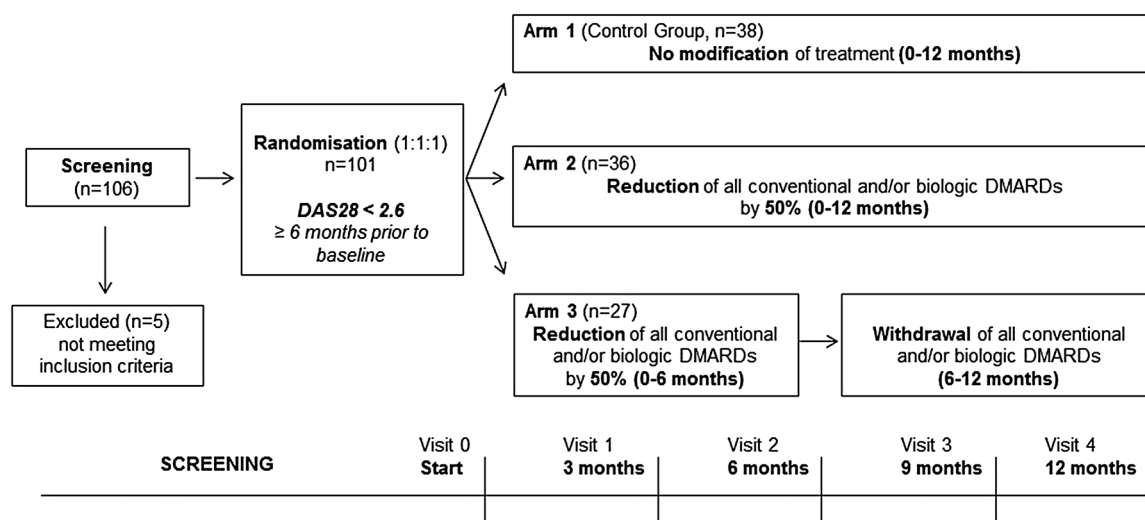 Screening
(n=106)
Excluded (n=5)
not meeting
inclusion criteria
Randomisation (1:1:1)
n=101
DAS28 < 2.6
≥ 6 months prior to
baseline
Arm 1 (Control Group, n=38)
No modification of treatment (0-12 months)
Arm 2 (n=36)
Reduction of all conventional and/or biologic DMARDs
by 50% (0-12 months)
Arm 3 (n=27)
Reduction of all conventional
and/or biologic DMARDs
by 50% (0-6 months)
Withdrawal of all conventional
and/or biologic DMARDs
(6-12 months)
SCREENING
Visit 0
Start
Visit 1
3 months
Visit 2
6 months
Visit 3
9 months
Visit 4
12 months